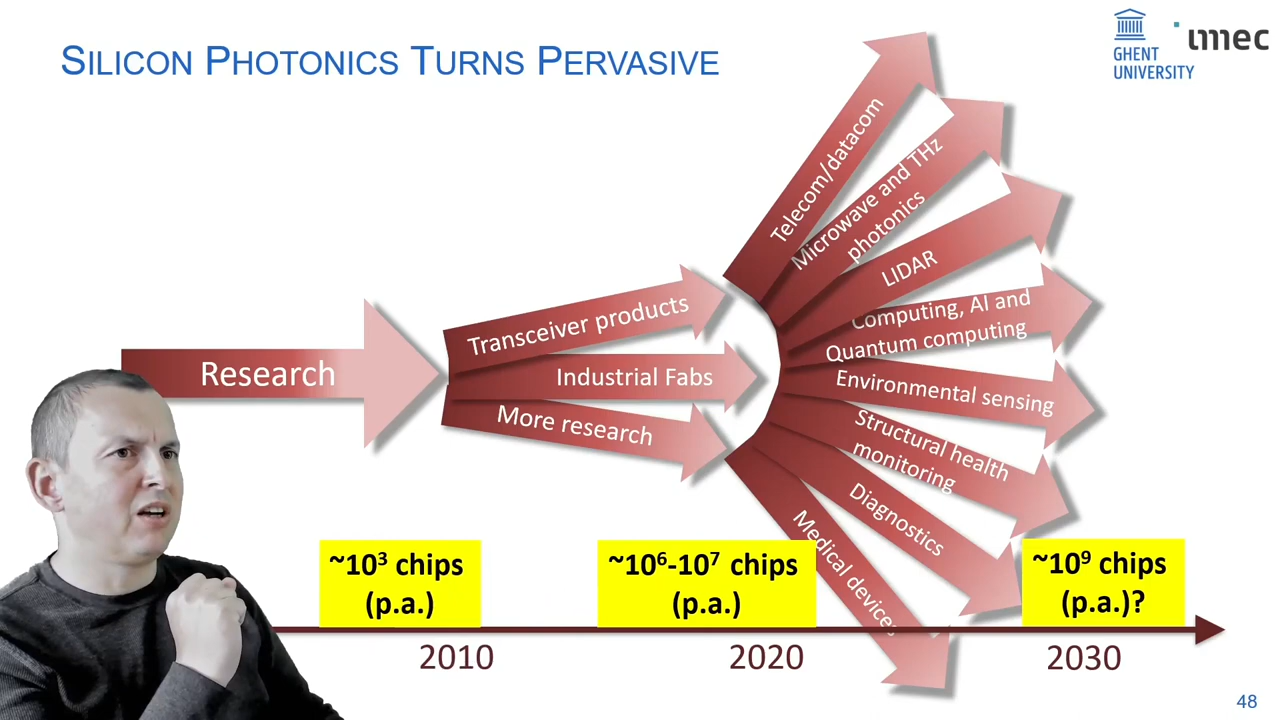 SILICON PHOTONICS TURNS PERVASIVE
GHENT
UNIVERSITY
imec
Research
Transceiver products
Industrial Fabs
More research
Telecom/datacom
Microwave and THz
photonics
LIDAR
Computing, AI and
Quantum computing
Environmental sensing
Structural health
monitoring
Diagnostics
Medical devices
~10³ chips
(p.a.)
~10⁶-10⁷ chips
(p.a.)
~10⁹ chips
(p.a.)?
2010
2020
2030
48